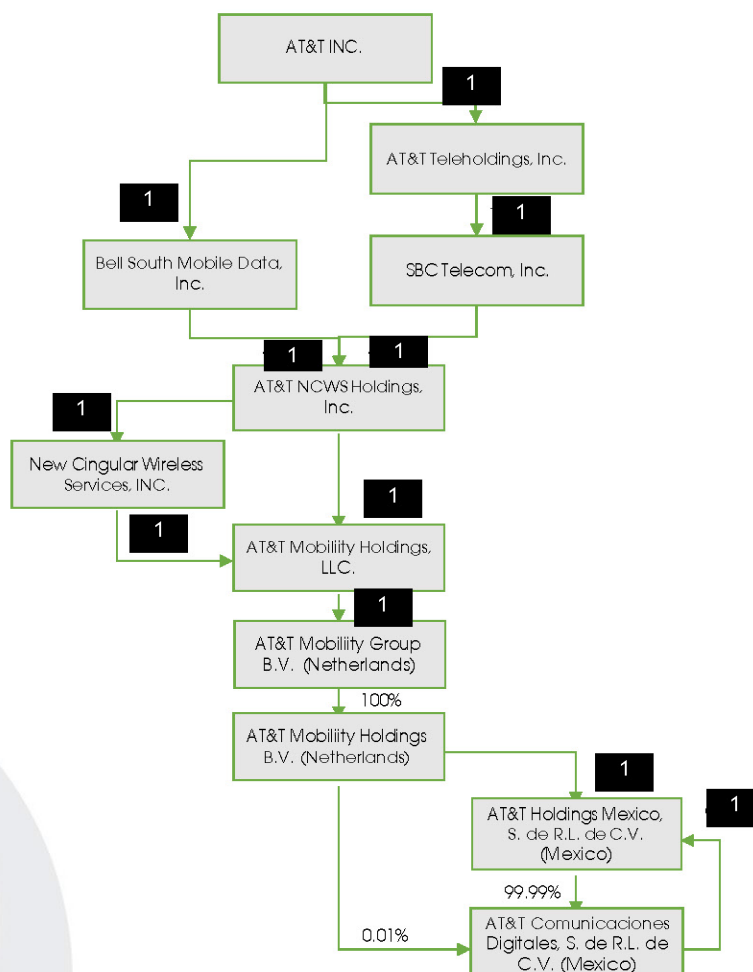 AT&T INC.
1
AT&T Teleholdings, Inc.
1
1
Bell South Mobile Data,
Inc.
SBC Telecom, Inc.
1
1
AT&T NCWS Holdings,
Inc.
1
New Cingular Wireless
Services, INC.
1
1
AT&T Mobility Holdings,
LLC.
1
AT&T Mobility Group
B.V. (Netherlands)
100%
AT&T Mobility Holdings
B.V. (Netherlands)
1
1
AT&T Holdings Mexico,
S. de R.L. de C.V.
(Mexico)
99.99%
0.01%
AT&T Comunicaciones
Digitales, S. de R.L. de
C.V. (Mexico)